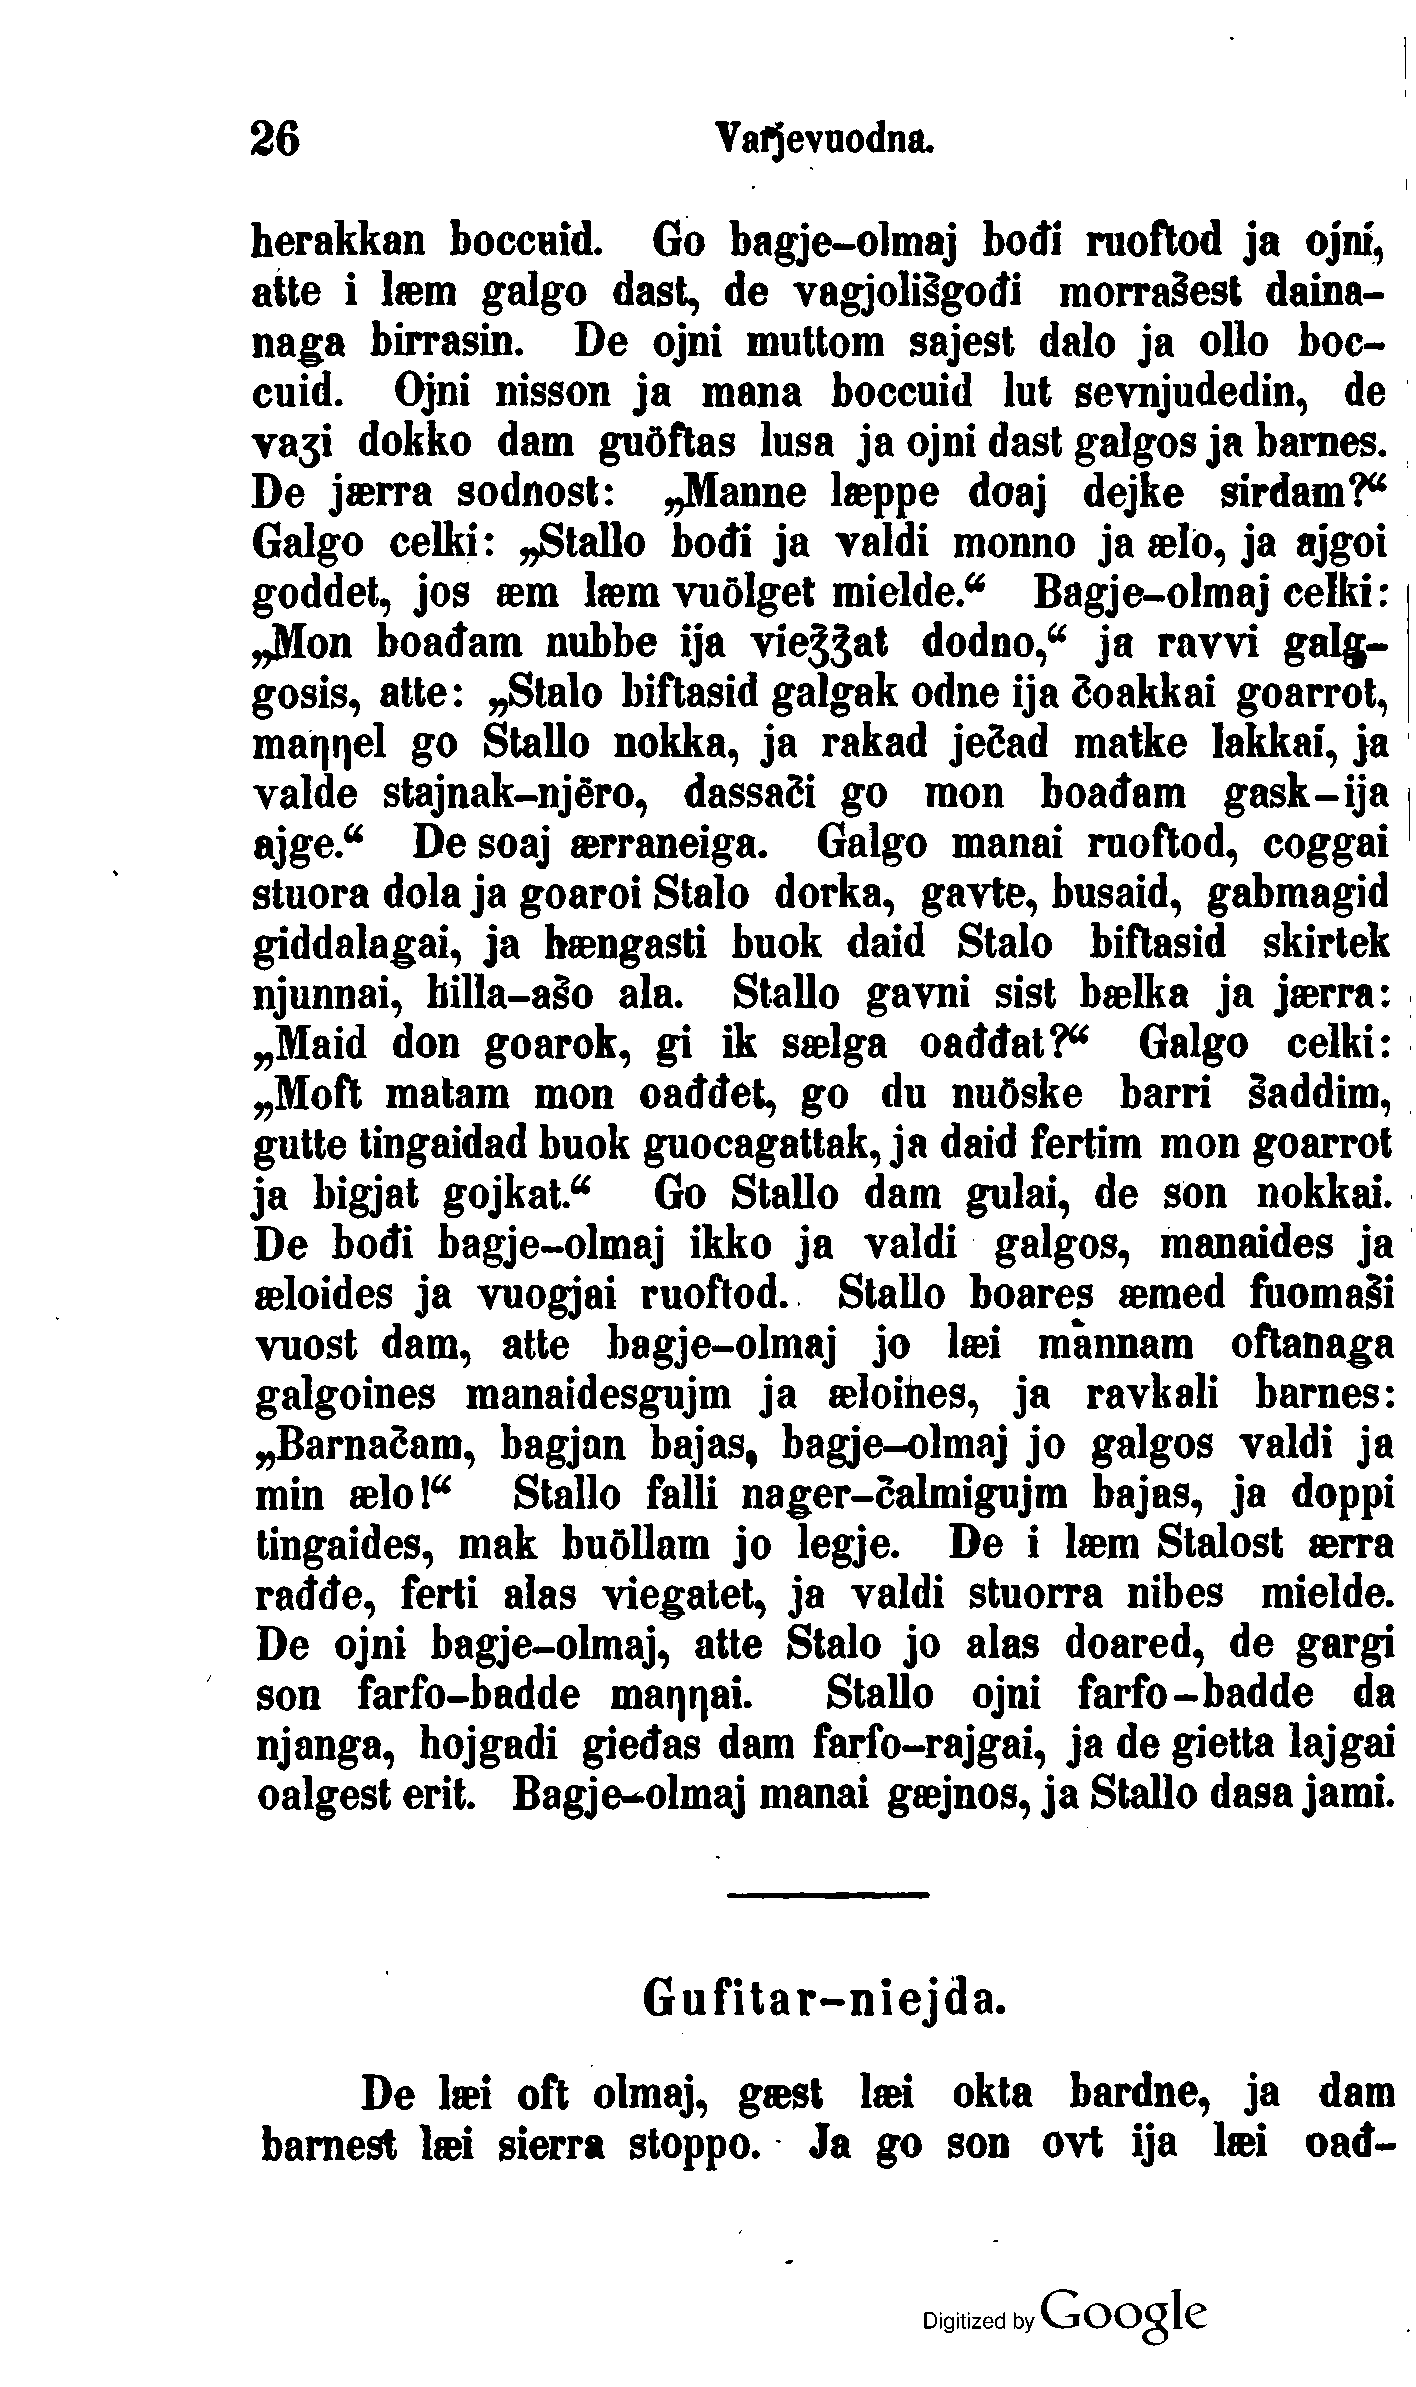 26 Varjevuodna.
herakkan boccuid. Go bagje-olmaj bođi ruoftod ja ojni,
atte i læm galgo dast, de vagjolišgođi morrašest daina-
naga birrasin. De ojni muttom sajest dalo ja ollo boc-
cuid. Ojni nisson ja mana boccuid lut sevnjudedin, de
vaʒi dokko dam guöftas lusa ja ojni dast galgos ja barnes.
De jærra sodnost: „Manne læppe doaj dejke sirdam?“
Galgo celki: „Stallo bođi ja valdi monno ja ælo, ja ajgoi
goddet, jos æm læm vuölget mielde.“ Bagje-olmaj celki:
„Mon boađam nubbe ija vieǯǯat dodno,“ ja ravvi galg-
gosis, atte: „Stalo biftasid galgak odne ija čoakkai goarrot,
maŋŋel go Stallo nokka, ja rakad ječad matke lakkai, ja
valde stajnak-njëro, dassači go mon boađam gask-ija
ajge.“ De soaj ærraneiga. Galgo manai ruoftod, coggai
stuora dola ja goaroi Stalo dorka, gavte, busaid, gabmagid
giddalagai, ja hængasti buok daid Stalo biftasid skirtek
njunnai, hilla-ašo ala. Stallo gavni sist bælka ja jærra:
„Maid don goarok, gi ik sælga oađđat?“ Galgo celki:
„Moft matam mon oađđet, go du nuöske barri šaddim,
gutte tingaidad buok guocagattak, ja daid fertim mon goarrot
ja bigjat gojkat.“ Go Stallo dam gulai, de son nokkai.
De bođi bagje-olmaj ikko ja valdi galgos, manaides ja
æloides ja vuogjai ruoftod. Stallo boares æmed fuomaši
vuost dam, atte bagje-olmaj jo læi mannam oftanaga
galgoines manaidesgujm ja æloines, ja ravkali barnes:
„Barnačam, bagjan bajas, bagje-olmaj jo galgos valdi ja
min ælo!“ Stallo falli nager-čalmigujm bajas, ja doppi
tingaides, mak buöllam jo legje. De i læm Stalost ærra
rađđe, ferti alas viegatet, ja valdi stuorra nibes mielde.
De ojni bagje-olmaj, atte Stalo jo alas doared, de gargi
son farfo-badde maŋŋai. Stallo ojni farfo-badde da
njanga, hojgadi gieđas dam farfo-rajgai, ja de gietta lajgai
oalgest erit. Bagje-olmaj manai gæjnos, ja Stallo dasa jami.
Gufitar-niejda.
De læi oft olmaj, gæst læi okta bardne, ja dam
barnest læi sierra stoppo. Ja go son ovt ija læi oađ-
Digitized by Google